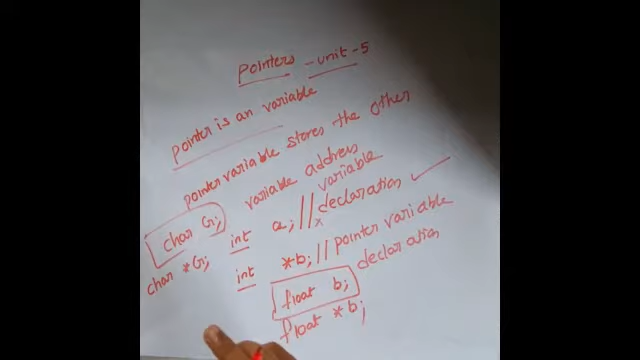 pointers - unit - 5
pointer is an variable
pointer variable stores the other
variable address
int a; // variable declaration
char G;
int *b; // pointer variable declaration
char *G;
float b;
float *b;